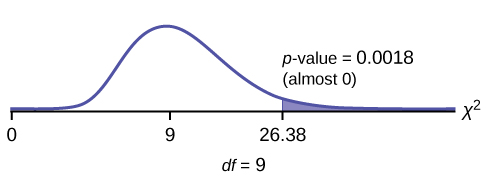 p-value = 0.0018
(almost 0)
χ²
0 9 26.38
df = 9